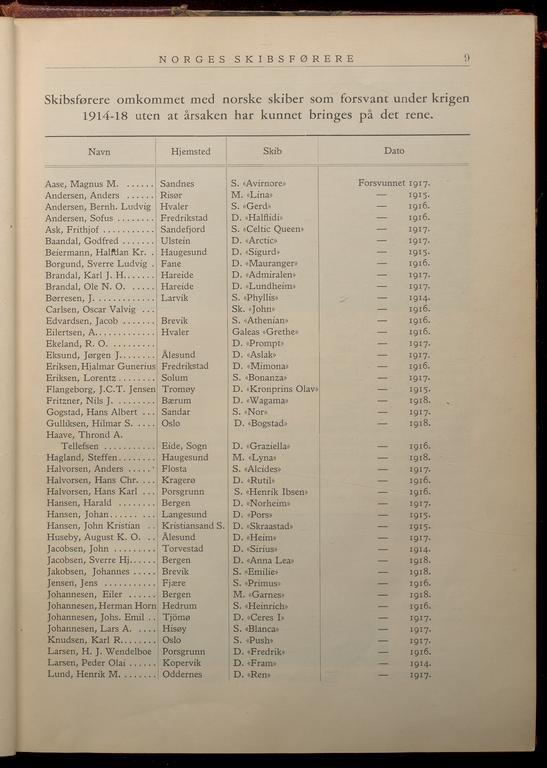 NORGES SKIBSFØRERE 9
Skibsførere omkommet med norske skiber som forsvant under krigen
1914-18 uten at årsaken har kunnet bringes på det rene.
Navn Hjemsted Skib Dato
Aase, Magnus M. ...... Sandnes S. «Avirnore» Forsvunnet 1917.
Andersen, Anders ...... Risør M. «Lina» — 1915.
Andersen, Bernh. Ludvig Hvaler S. «Gerd» — 1916.
Andersen, Sofus ........ Fredrikstad D. «Halflidi» — 1916.
Ask, Frithjof ........... Sandefjord S. «Celtic Queen» — 1917.
Baandal, Godfred ....... Ulstein D. «Arctic» — 1917.
Beiermann, Halfdan Kr. . Haugesund D. «Sigurd» — 1915.
Borgund, Sverre Ludvig . Fane D. «Mauranger» — 1916.
Brandal, Karl J. H....... Hareide D. «Admiralen» — 1917.
Brandal, Ole N. O. ..... Hareide D. «Lundheim» — 1917.
Børresen, J. ............ Larvik S. «Phyllis» — 1914.
Carlsen, Oscar Valvig ... Sk. «John» — 1916.
Edvardsen, Jacob ....... Brevik S. «Athenian» — 1916.
Eilertsen, A............. Hvaler Galeas «Grethe» — 1916.
Ekeland, R. O. ......... D. «Prompt» — 1917.
Eksund, Jørgen J........ Ålesund D. «Aslak» — 1917.
Eriksen, Hjalmar Gunerius Fredrikstad D. «Mimona» — 1916.
Eriksen, Lorentz ........ Solum S. «Bonanza» — 1917.
Flangeborg, J.C.T. Jensen Tromøy D. «Kronprins Olav» — 1915.
Fritzner, Nils J. ........ Bærum D. «Wagama» — 1918.
Gogstad, Hans Albert ... Sandar S. «Nor» — 1917.
Gulliksen, Hilmar S. .... Oslo D. «Bogstad» — 1918.
Haave, Thrond A.
Tellefsen ........... Eide, Sogn D. «Graziella» — 1916.
Hagland, Steffen........ Haugesund M. «Lyna» — 1918.
Halvorsen, Anders ..... Flosta S. «Alcides» — 1917.
Halvorsen, Hans Chr.... Kragerø D. «Rutil» — 1916.
Halvorsen, Hans Karl ... Porsgrunn S. «Henrik Ibsen» — 1916.
Hansen, Harald ........ Bergen D. «Norheim» — 1917.
Hansen, Johan.......... Langesund D. «Pors» — 1915.
Hansen, John Kristian .. Kristiansand S. D. «Skraastad» — 1915.
Huseby, August K. O. .. Ålesund D. «Heim» — 1917.
Jacobsen, John ......... Torvestad D. «Sirius» — 1914.
Jacobsen, Sverre Hj...... Bergen D. «Anna Lea» — 1918.
Jakobsen, Johannes ..... Brevik S. «Emilie» — 1918.
Jensen, Jens ........... Fjære S. «Primus» — 1916.
Johannesen, Eiler ...... Bergen M. «Garnes» — 1918.
Johannesen, Herman Horn Hedrum S. «Heinrich» — 1916.
Johannesen, Johs. Emil .. Tjömø D. «Ceres I» — 1917.
Johannesen, Lars A. .... Hisøy S. «Blanca» — 1917.
Knudsen, Karl R........ Oslo S. «Push» — 1917.
Larsen, H. J. Wendelboe Porsgrunn D. «Fredrik» — 1916.
Larsen, Peder Olai ...... Kopervik D. «Fram» — 1914.
Lund, Henrik M. ....... Oddernes D. «Ren» — 1917.